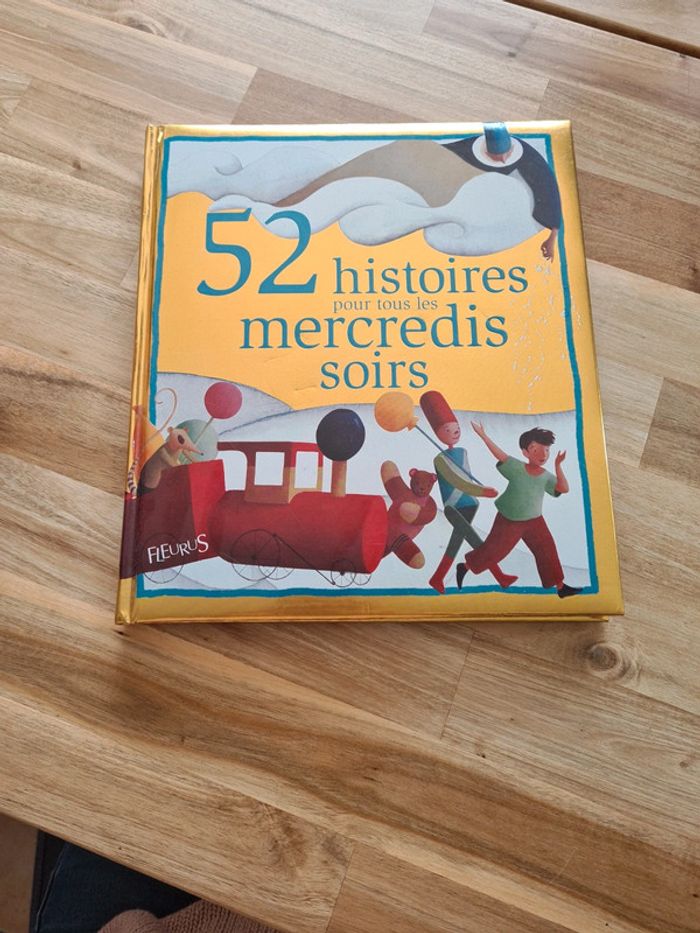 52 histoires
pour tous les
mercredis
soirs
FLEURUS